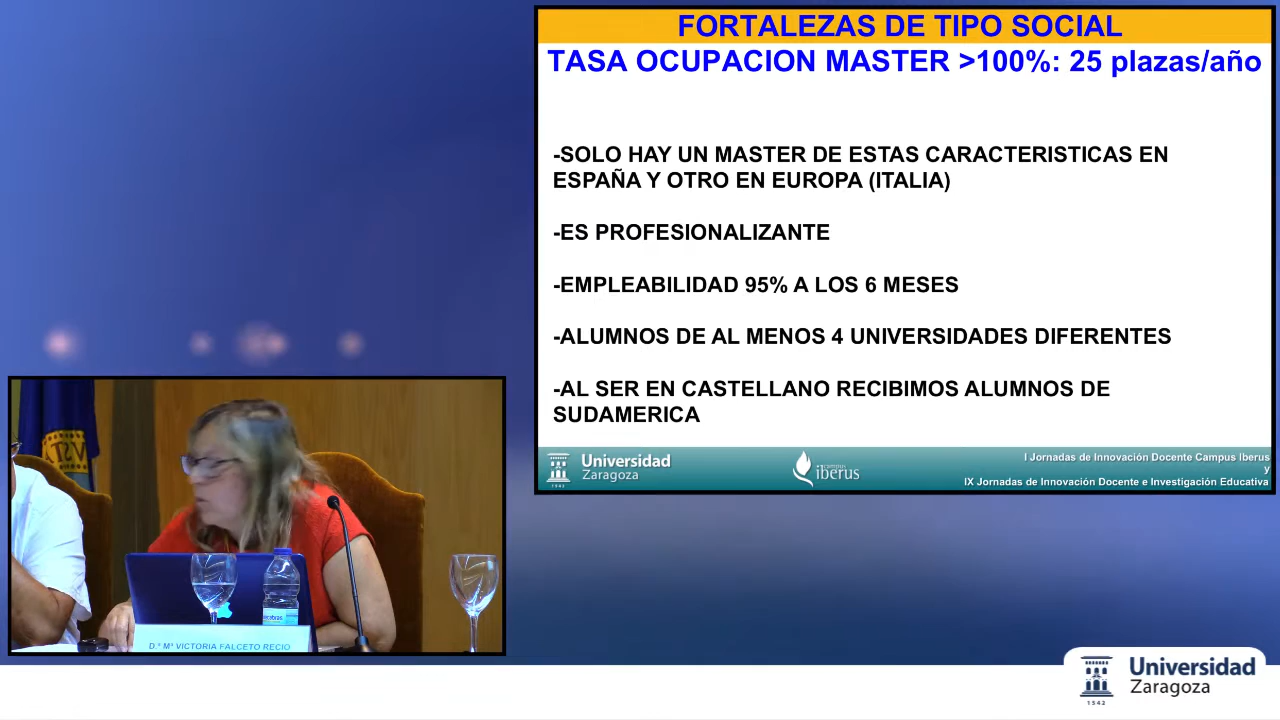 FORTALEZAS DE TIPO SOCIAL
TASA OCUPACION MASTER >100%: 25 plazas/año
-SOLO HAY UN MASTER DE ESTAS CARACTERISTICAS EN
ESPAÑA Y OTRO EN EUROPA (ITALIA)
-ES PROFESIONALIZANTE
-EMPLEABILIDAD 95% A LOS 6 MESES
-ALUMNOS DE AL MENOS 4 UNIVERSIDADES DIFERENTES
-AL SER EN CASTELLANO RECIBIMOS ALUMNOS DE
SUDAMERICA
Universidad
Zaragoza
1542
campus
iberus
I Jornadas de Innovación Docente Campus Iberus
y
IX Jornadas de Innovación Docente e Investigación Educativa
D.ª Mª VICTORIA FALCETO RECIO
Universidad
Zaragoza
1542